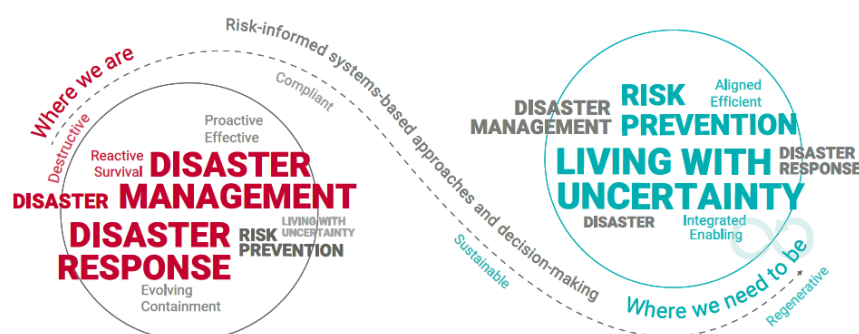 Where we are
Destructive
Risk-informed systems-based approaches and decision-making
Compliant
Proactive
Effective
Reactive
Survival
DISASTER
MANAGEMENT
DISASTER
DISASTER
RESPONSE
RISK
PREVENTION
LIVING WITH
UNCERTAINTY
Evolving
Containment
Sustainable
DISASTER
MANAGEMENT
RISK
PREVENTION
Aligned
Efficient
LIVING WITH
UNCERTAINTY
DISASTER
RESPONSE
DISASTER
Integrated
Enabling
Where we need to be
Regenerative